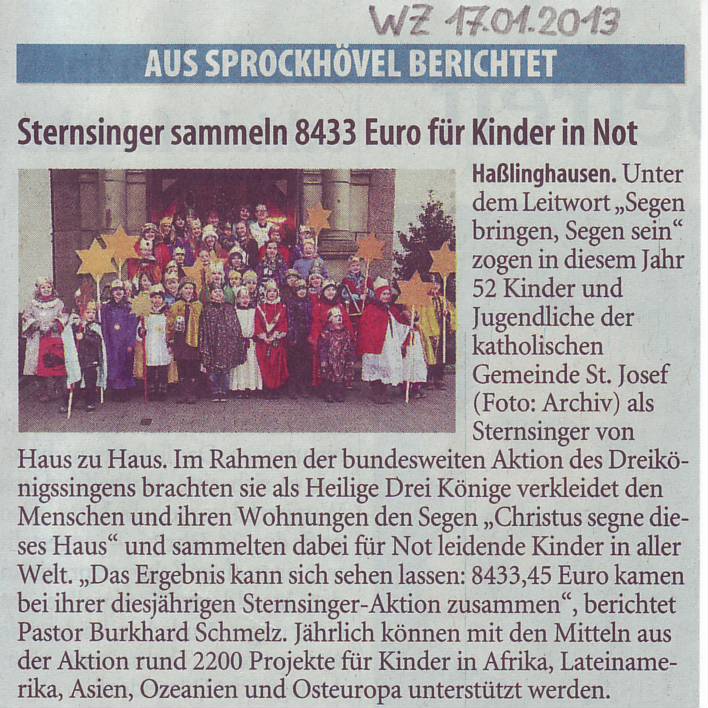 WZ 17.01.2013
AUS SPROCKHÖVEL BERICHTET
Sternsinger sammeln 8433 Euro für Kinder in Not
Haßlinghausen. Unter
dem Leitwort „Segen
bringen, Segen sein“
zogen in diesem Jahr
52 Kinder und
Jugendliche der
katholischen
Gemeinde St. Josef
(Foto: Archiv) als
Sternsinger von
Haus zu Haus. Im Rahmen der bundesweiten Aktion des Dreikö-
nigssingens brachten sie als Heilige Drei Könige verkleidet den
Menschen und ihren Wohnungen den Segen „Christus segne die-
ses Haus“ und sammelten dabei für Not leidende Kinder in aller
Welt. „Das Ergebnis kann sich sehen lassen: 8433,45 Euro kamen
bei ihrer diesjährigen Sternsinger-Aktion zusammen“, berichtet
Pastor Burkhard Schmelz. Jährlich können mit den Mitteln aus
der Aktion rund 2200 Projekte für Kinder in Afrika, Lateiname-
rika, Asien, Ozeanien und Osteuropa unterstützt werden.